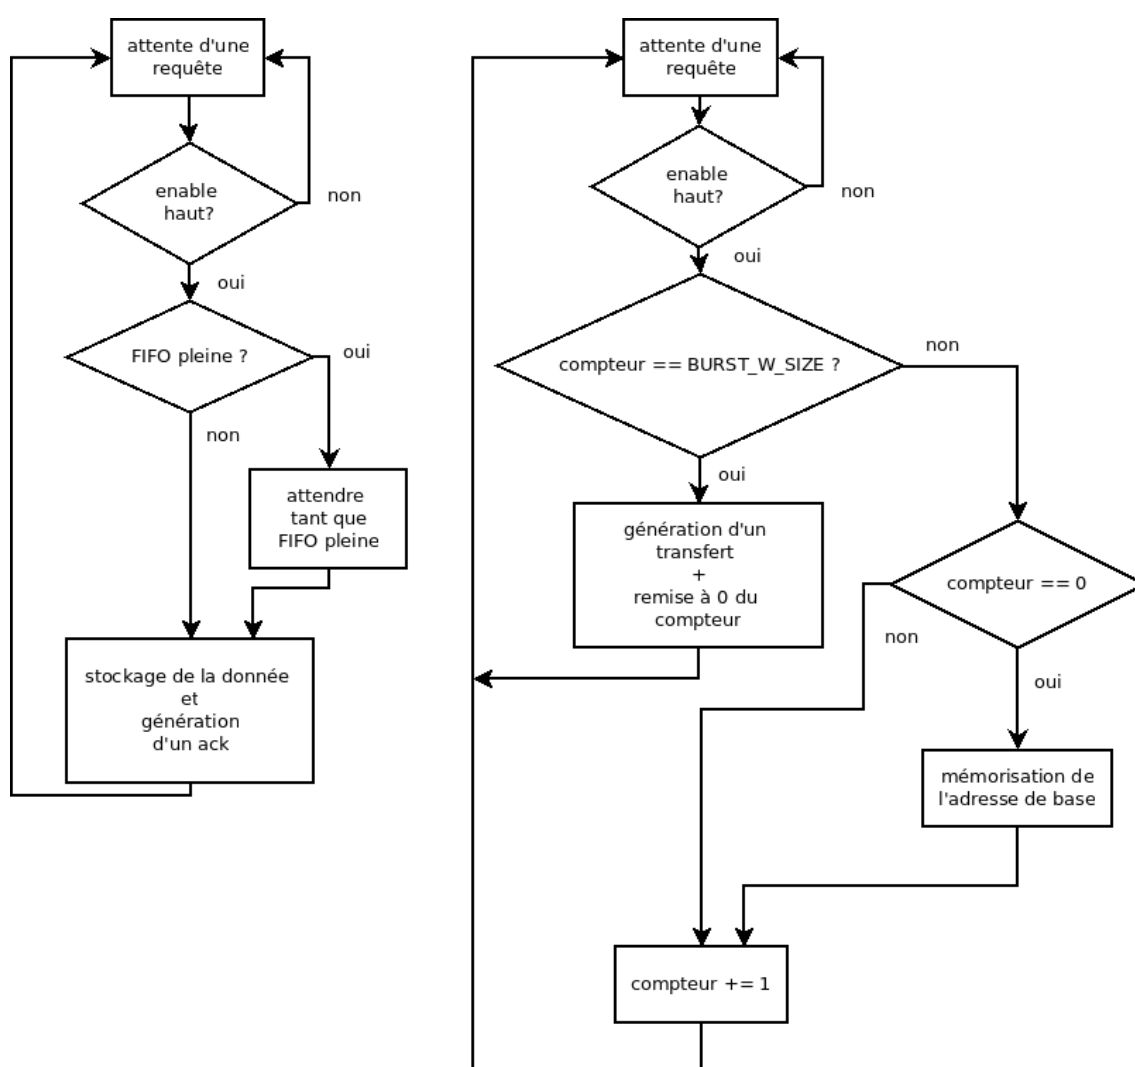 attente d'une
requête
enable
haut?
non
oui
FIFO pleine ?
oui
non
attendre
tant que
FIFO pleine
stockage de la donnée
et
génération
d'un ack
attente d'une
requête
enable
haut?
non
oui
compteur == BURST_W_SIZE ?
non
oui
génération d'un
transfert
+
remise à 0 du
compteur
compteur == 0
non
oui
mémorisation de
l'adresse de base
compteur += 1